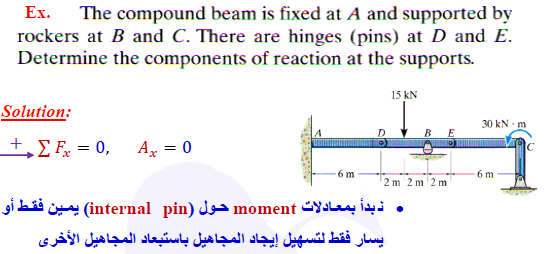 Ex. The compound beam is fixed at A and supported by
rockers at B and C. There are hinges (pins) at D and E.
Determine the components of reaction at the supports.
Solution:
+ ∑ Fx = 0, Ax = 0
15 kN
30 kN · m
A D B E C
6 m 2 m 2 m 2 m 6 m
• نبدأ بمعادلات moment حول (internal pin) يمين فقط أو
يسار فقط لتسهيل إيجاد المجاهيل باستبعاد المجاهيل الأخرى